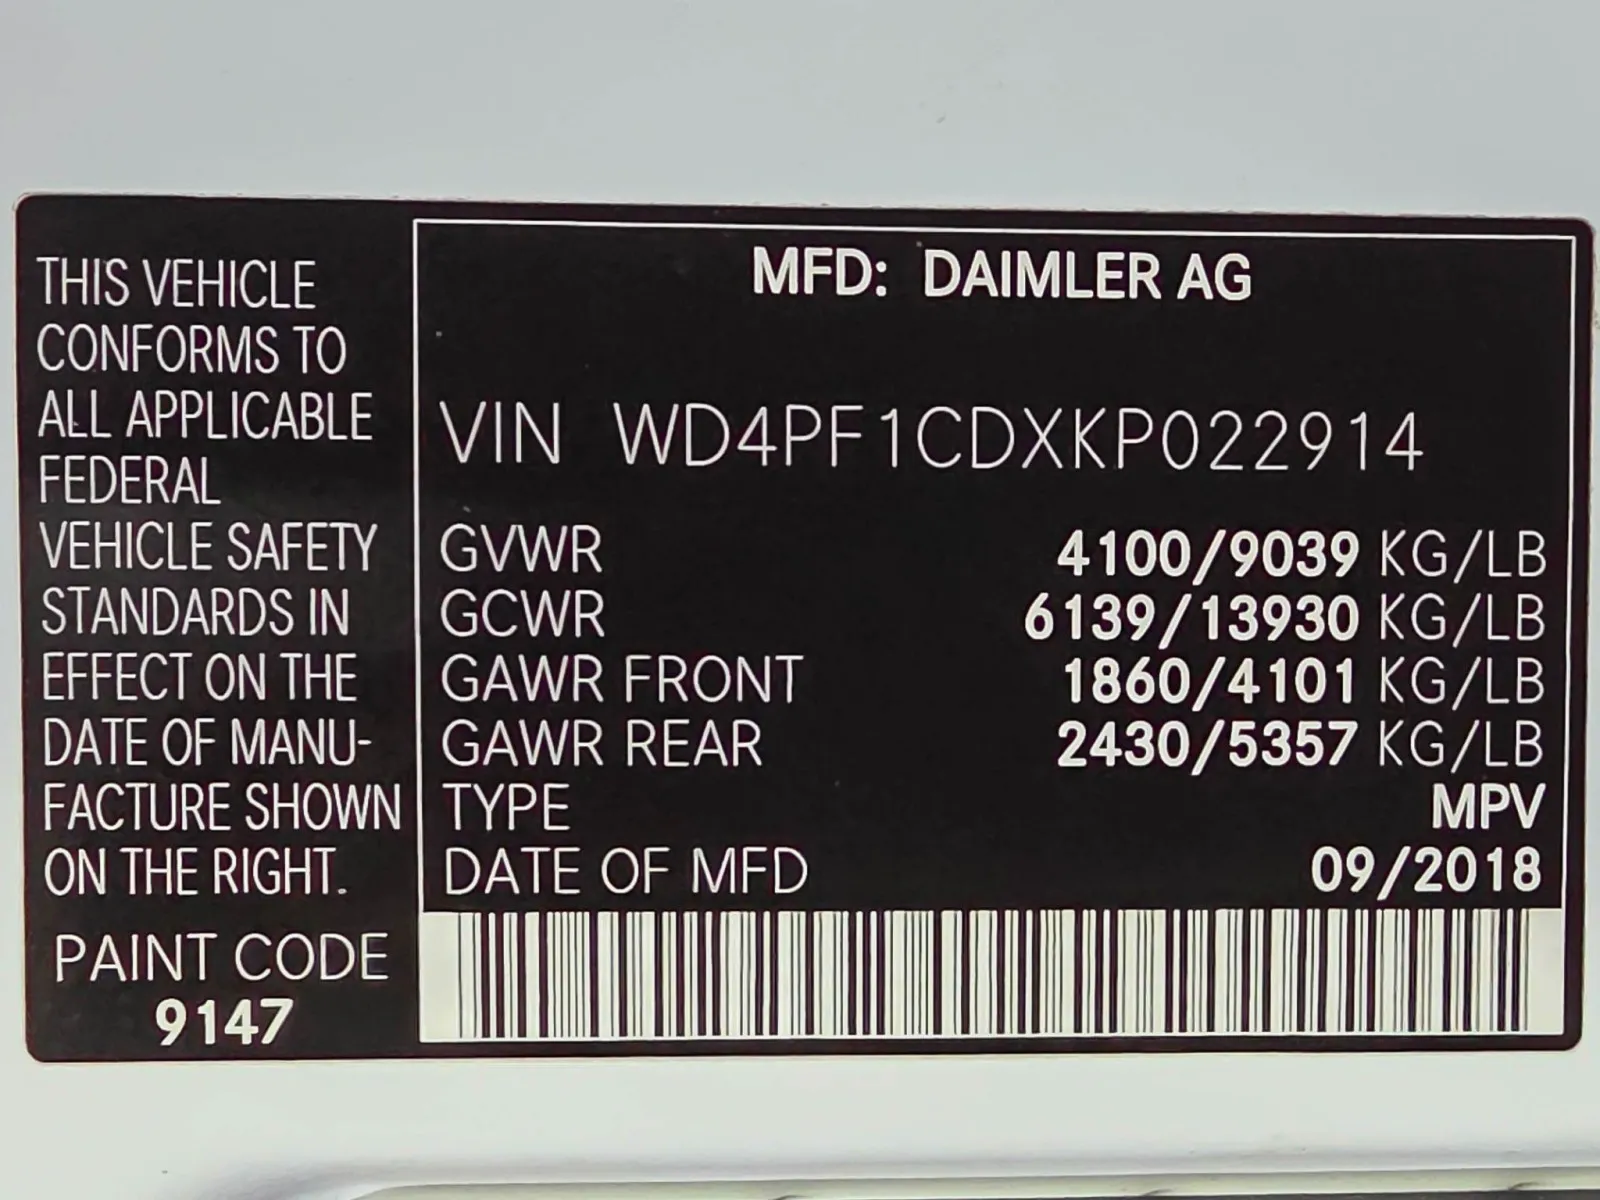 THIS VEHICLE
CONFORMS TO
ALL APPLICABLE
FEDERAL
VEHICLE SAFETY
STANDARDS IN
EFFECT ON THE
DATE OF MANU-
FACTURE SHOWN
ON THE RIGHT.
PAINT CODE
9147
MFD: DAIMLER AG
VIN WD4PF1CDXKP022914
GVWR 4100/9039 KG/LB
GCWR 6139/13930 KG/LB
GAWR FRONT 1860/4101 KG/LB
GAWR REAR 2430/5357 KG/LB
TYPE MPV
DATE OF MFD 09/2018